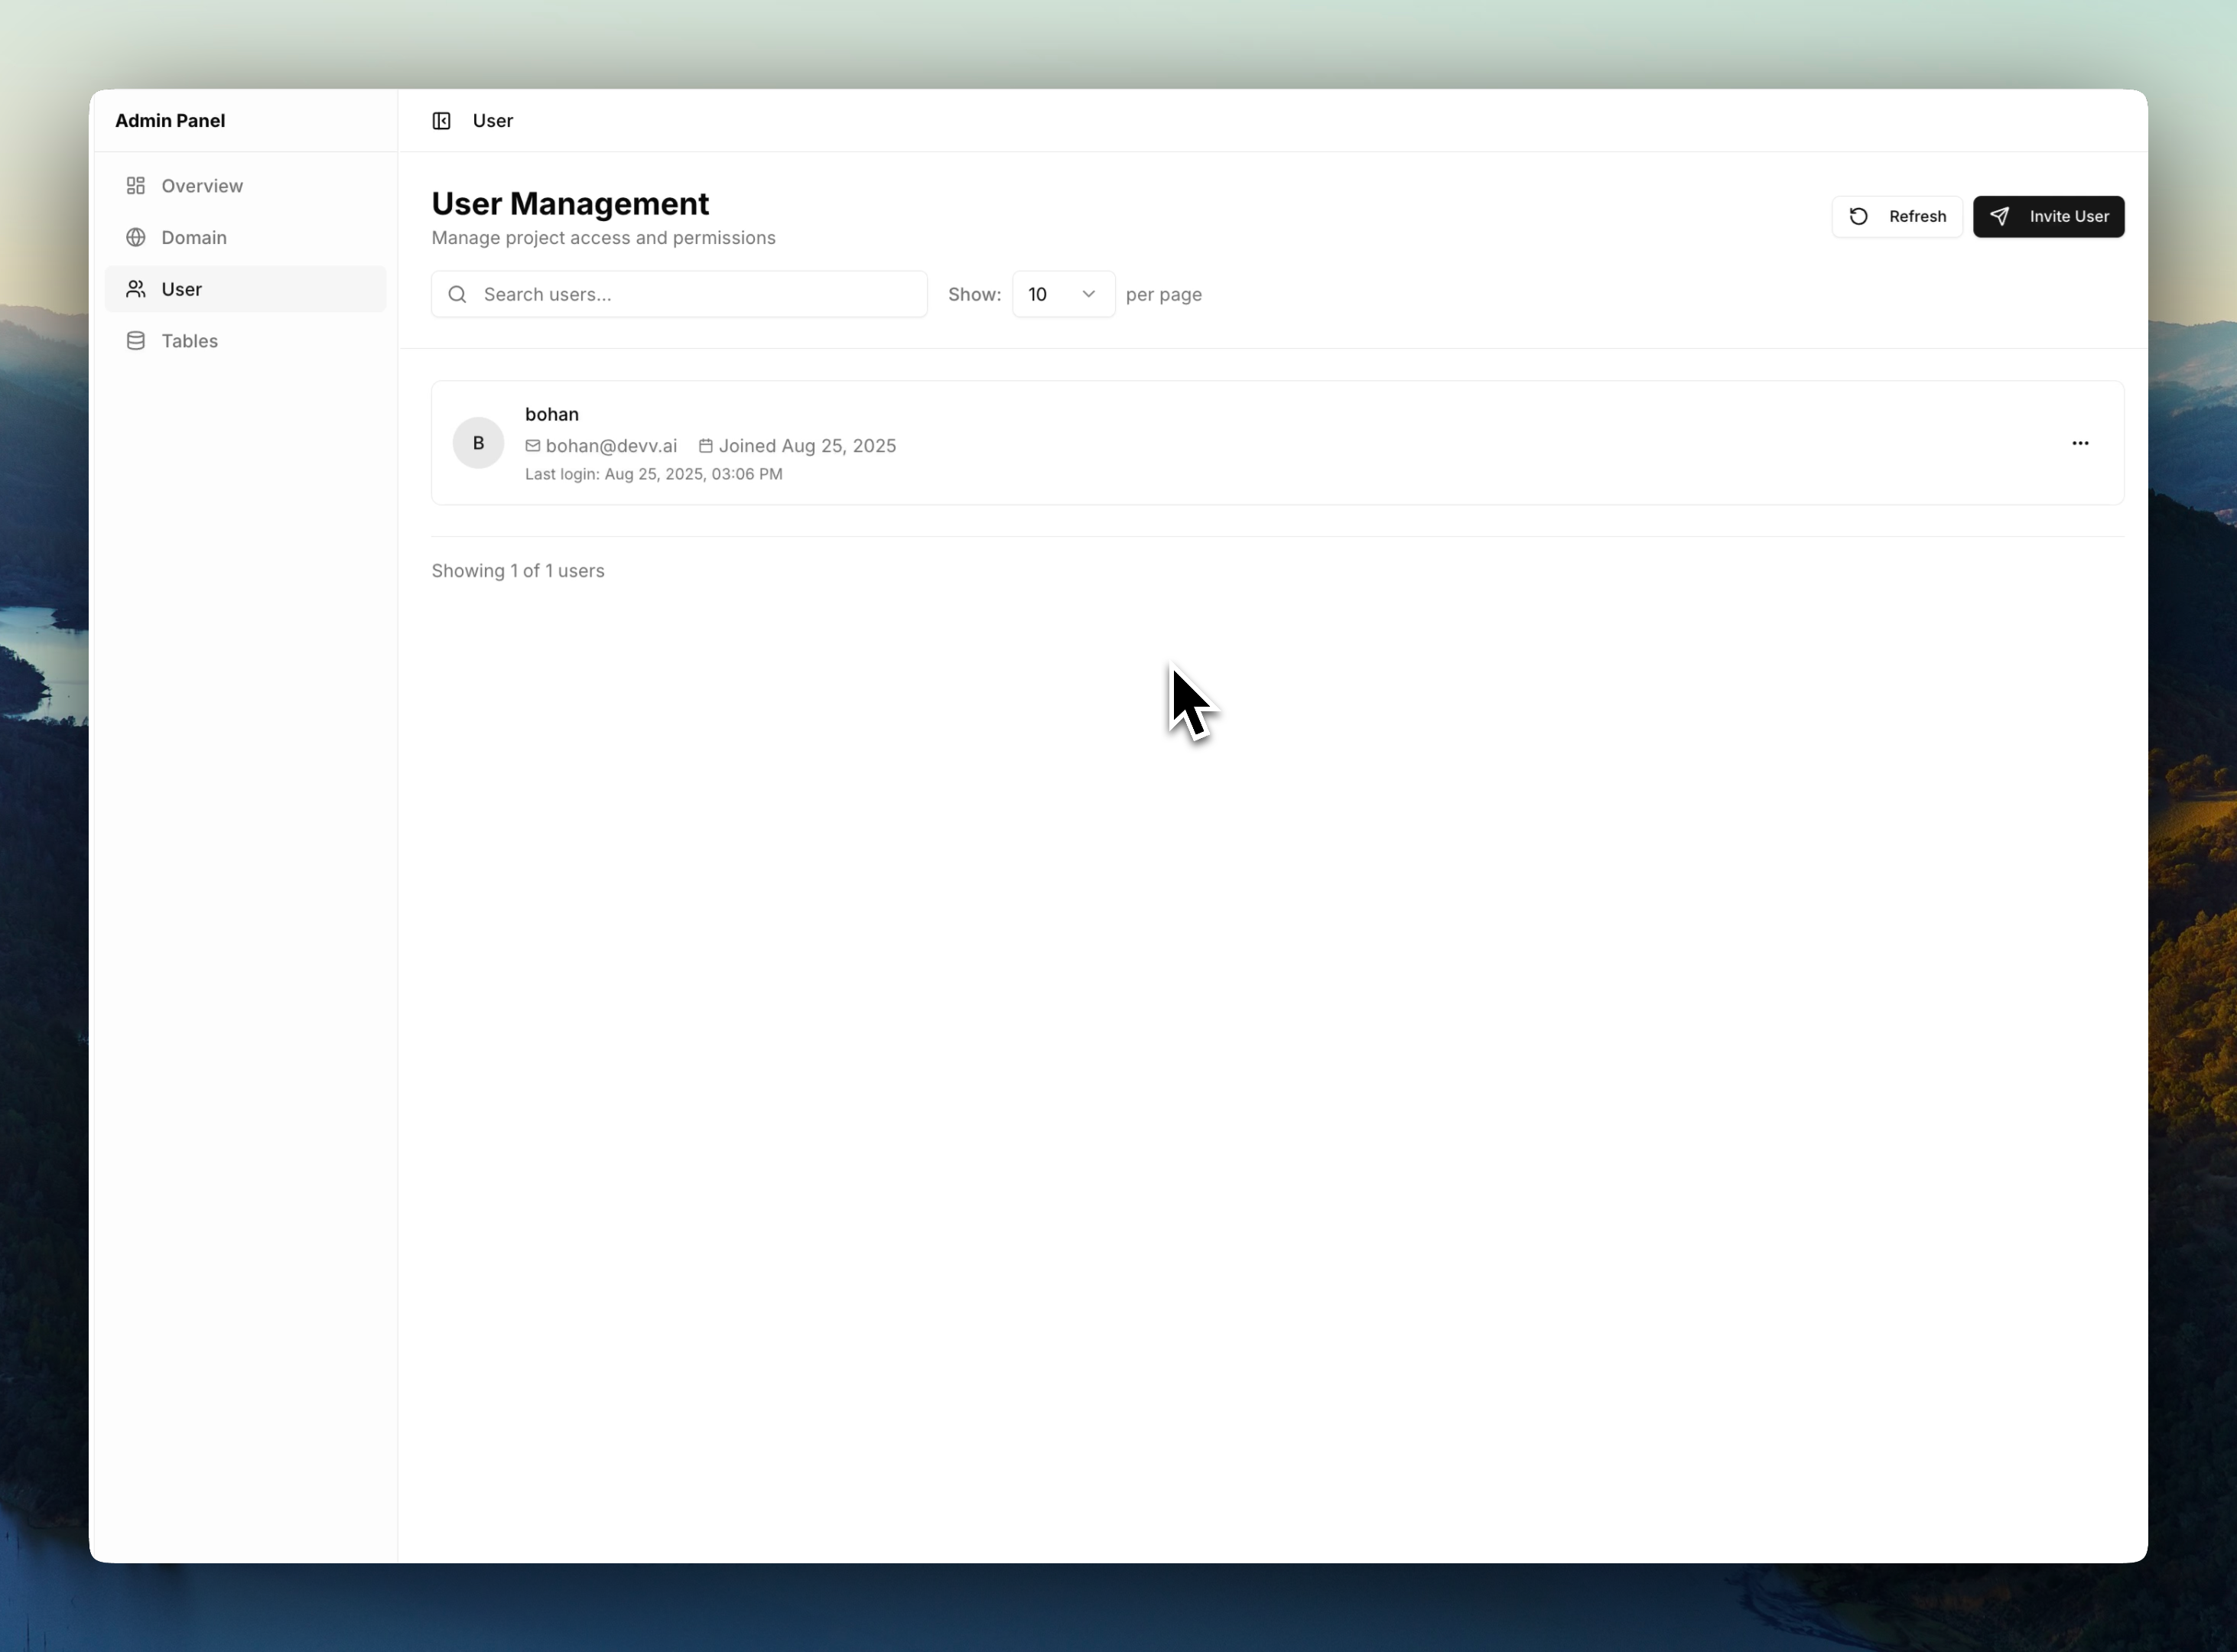 Admin Panel
User
Overview
Domain
User
Tables
User Management
Manage project access and permissions
Refresh
Invite User
Search users...
Show:
10
per page
B
bohan
bohan@devv.ai
Joined Aug 25, 2025
Last login: Aug 25, 2025, 03:06 PM
Showing 1 of 1 users